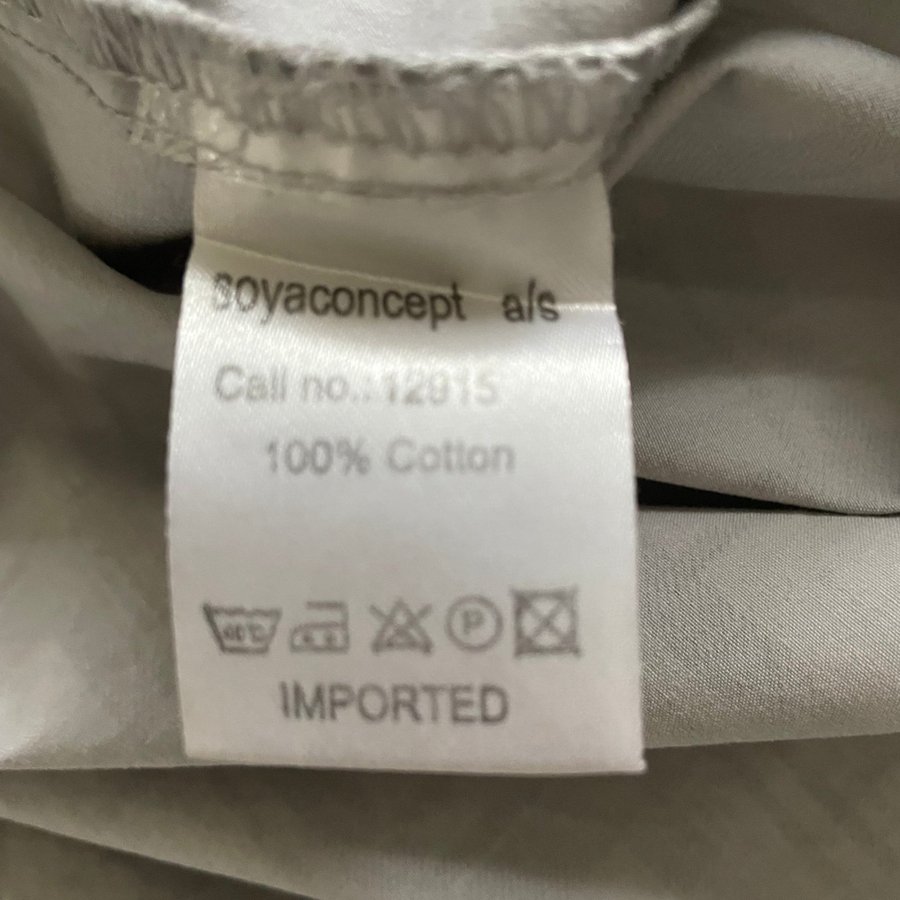 soyaconcept a/s
Call no.: 12915
100% Cotton
P
IMPORTED